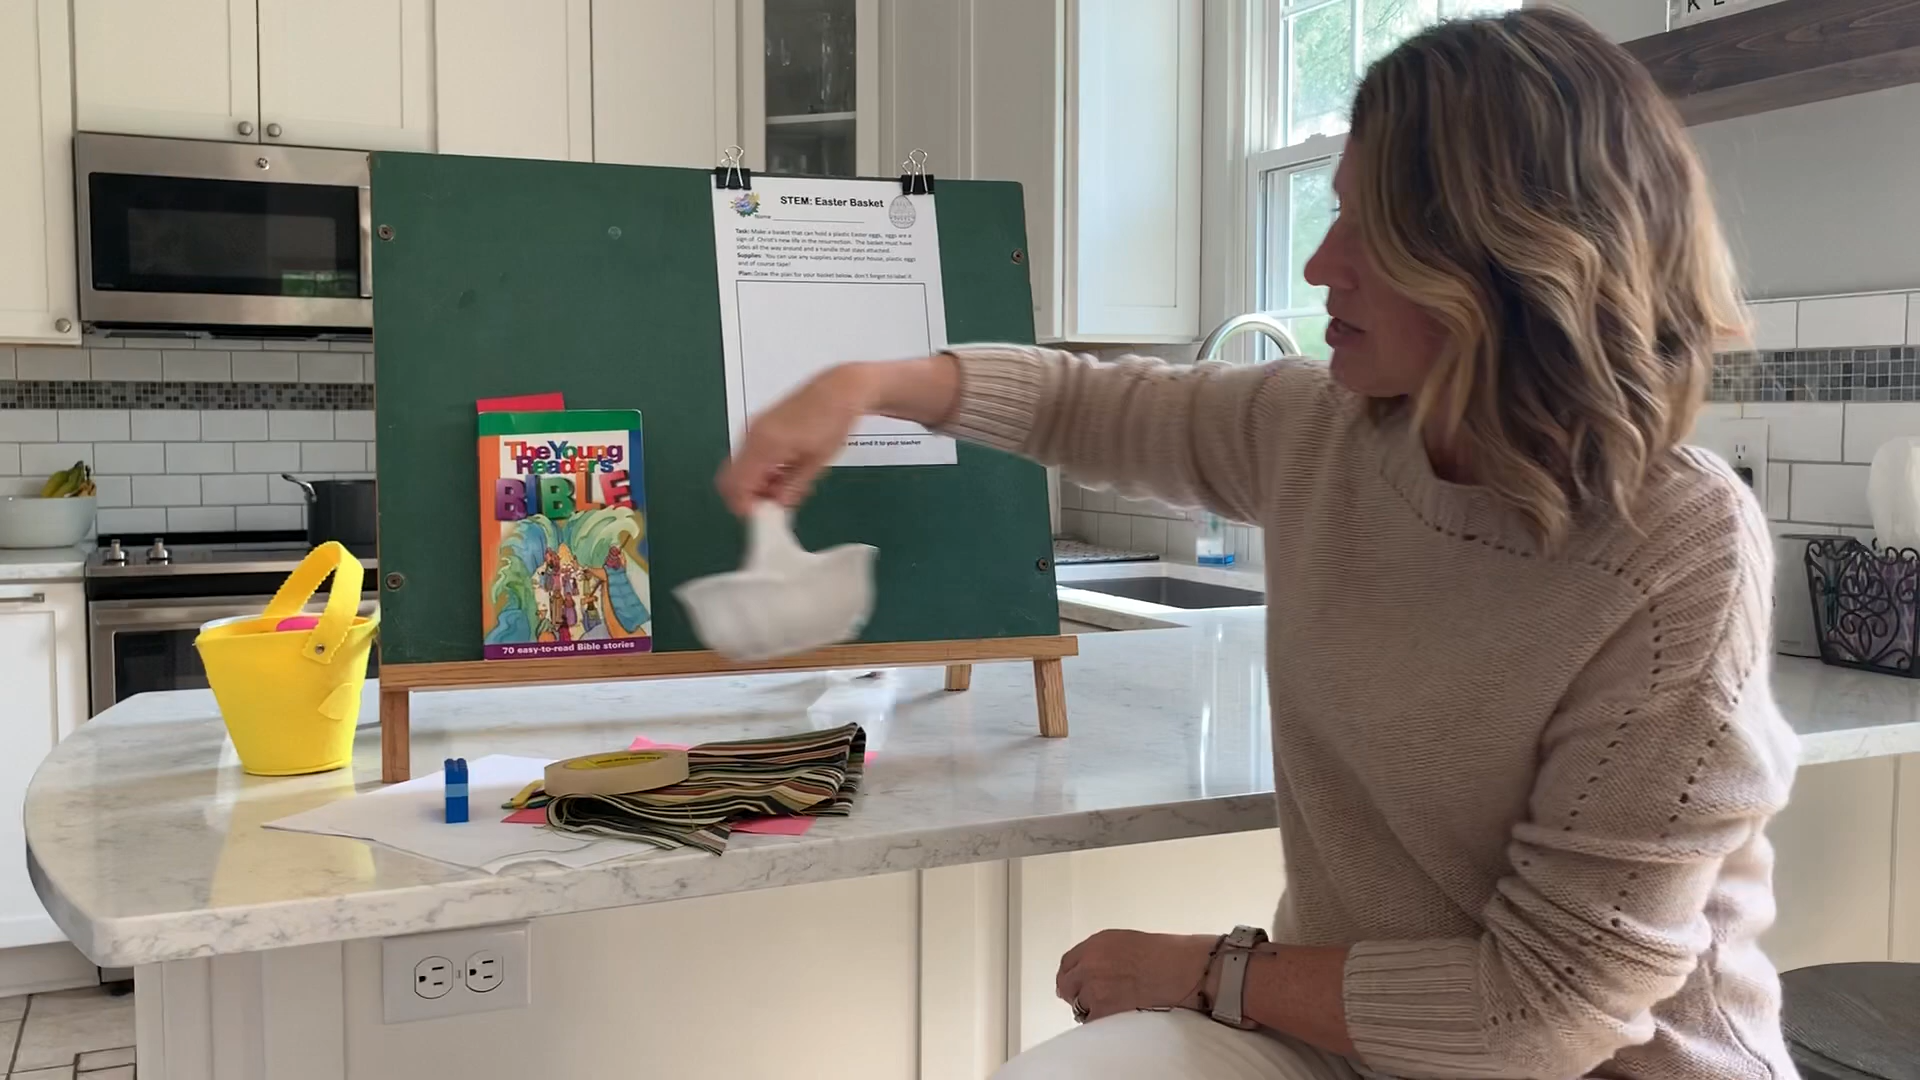 K
STEM: Easter Basket
Name
Task: Make a basket that can hold a plastic Easter eggs, eggs are a
sign of Christ's new life in the resurrection. The basket must have
sides all the way around and a handle that stays attached.
Supplies: You can use any supplies around your house, plastic eggs
and of course tape!
Plan: Draw the plan for your basket below, don't forget to label it
and send it to your teacher
The Young
Reader's
BIBLE
70 easy-to-read Bible stories